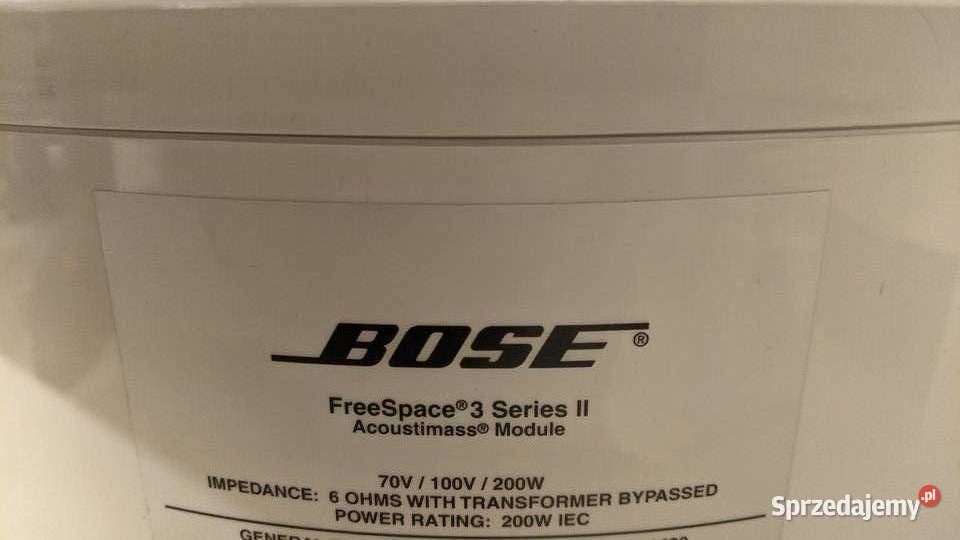 BOSE®
FreeSpace® 3 Series II
Acoustimass® Module
70V / 100V / 200W
IMPEDANCE: 6 OHMS WITH TRANSFORMER BYPASSED
POWER RATING: 200W IEC
Sprzedajemy.pl